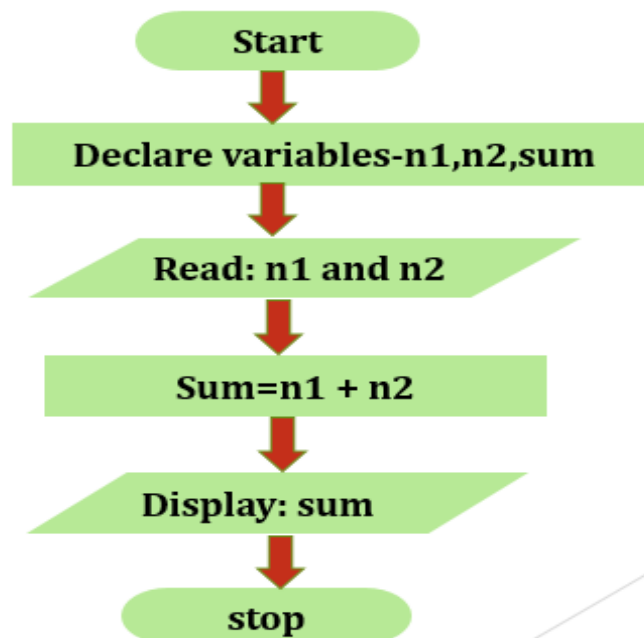 Start
Declare variables-n1,n2,sum
Read: n1 and n2
Sum=n1 + n2
Display: sum
stop